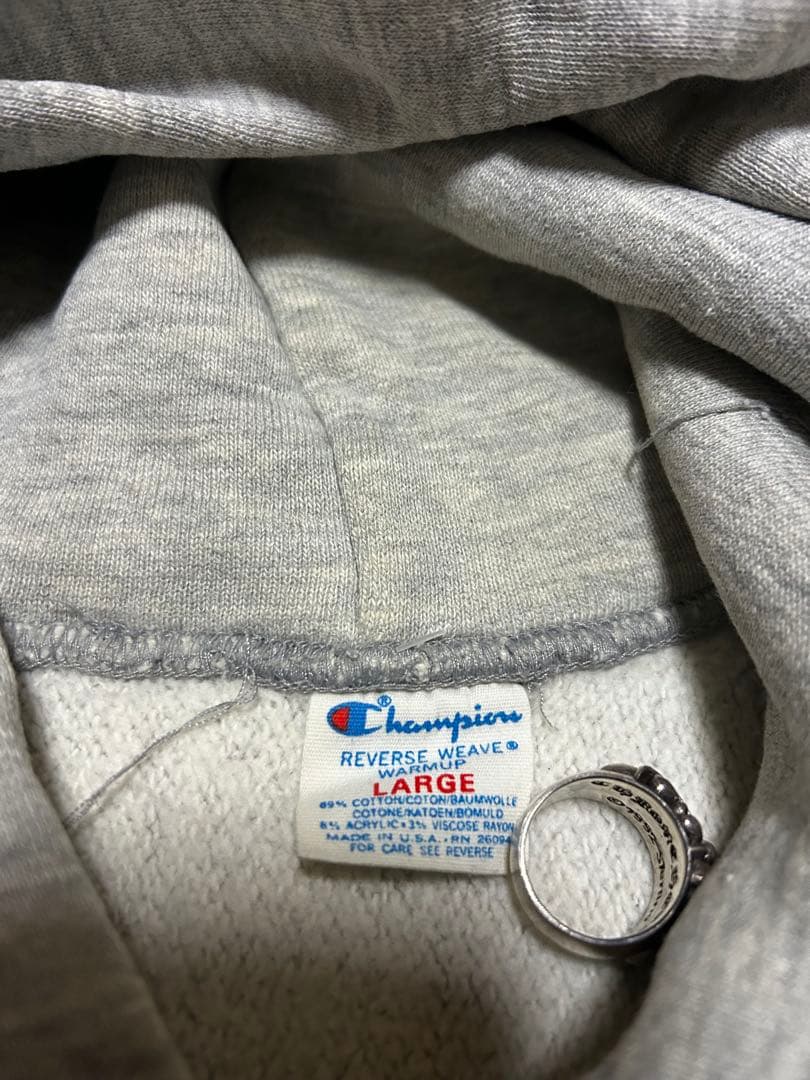 Champion®
REVERSE WEAVE®
WARMUP
LARGE
89% COTTON/COTON/BAUMWOLLE
COTONE/KATOEN/BOMULD
8% ACRYLIC • 3% VISCOSE RAYON
MADE IN U.S.A. • RN 26094
FOR CARE SEE REVERSE
©1992